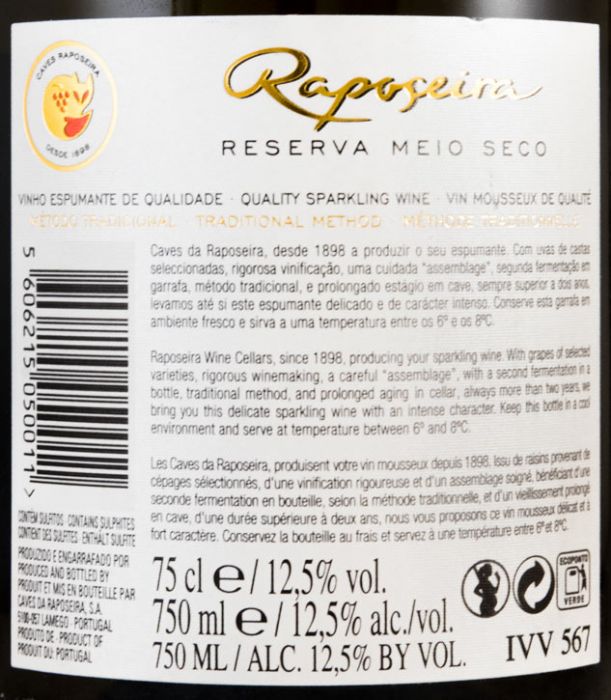 CAVES RAPOSEIRA
DESDE 1898
Raposeira
RESERVA MEIO SECO
VINHO ESPUMANTE DE QUALIDADE · QUALITY SPARKLING WINE · VIN MOUSSEUX DE QUALITÉ
MÉTODO TRADICIONAL · TRADITIONAL METHOD · MÉTHODE TRADITIONNELLE
Caves da Raposeira, desde 1898 a produzir o seu espumante. Com uvas de castas
seleccionadas, rigorosa vinificação, uma cuidada "assemblage", segunda fermentação em
garrafa, método tradicional, e prolongado estágio em cave, sempre superior a dois anos,
levamos até si este espumante delicado e de carácter intenso. Conserve esta garrafa em
ambiente fresco e sirva a uma temperatura entre os 6º e os 8ºC.
Raposeira Wine Cellars, since 1898, producing your sparkling wine. With grapes of selected
varieties, rigorous winemaking, a careful "assemblage", with a second fermentation in a
bottle, traditional method, and prolonged aging in cellar, always more than two years, we
bring you this delicate sparkling wine with an intense character. Keep this bottle in a cool
environment and serve at temperature between 6º and 8ºC.
Les Caves da Raposeira, produisent votre vin mousseux depuis 1898. Issu de raisins provenant de
cépages sélectionnés, d'une vinification rigoureuse et d'un assemblage soigné, bénéficiant d'une
seconde fermentation en bouteille, selon la méthode traditionnelle, et d'un vieillissement prolongé
en cave, d'une durée supérieure à deux ans, nous vous proposons ce vin mousseux délicat et à
fort caractère. Conservez la bouteille au frais et servez à une température entre 6º et 8ºC.
5 606215 050011 >
CONTÉM SULFITOS · CONTAINS SULPHITES
CONTIENT DES SULFITES · ENTHÄLT SULFITE
PRODUZIDO E ENGARRAFADO POR
PRODUCED AND BOTTLED BY
PRODUIT ET MIS EN BOUTEILLE PAR
CAVES DA RAPOSEIRA, S.A.
5100-057 LAMEGO - PORTUGAL
PRODUTO DE - PRODUCT OF
PRODUIT DU: PORTUGAL
75 cl e / 12,5% vol.
750 ml e / 12,5% alc./vol.
750 ML / ALC. 12,5% BY VOL.
ECOPONTO
VERDE
IVV 567